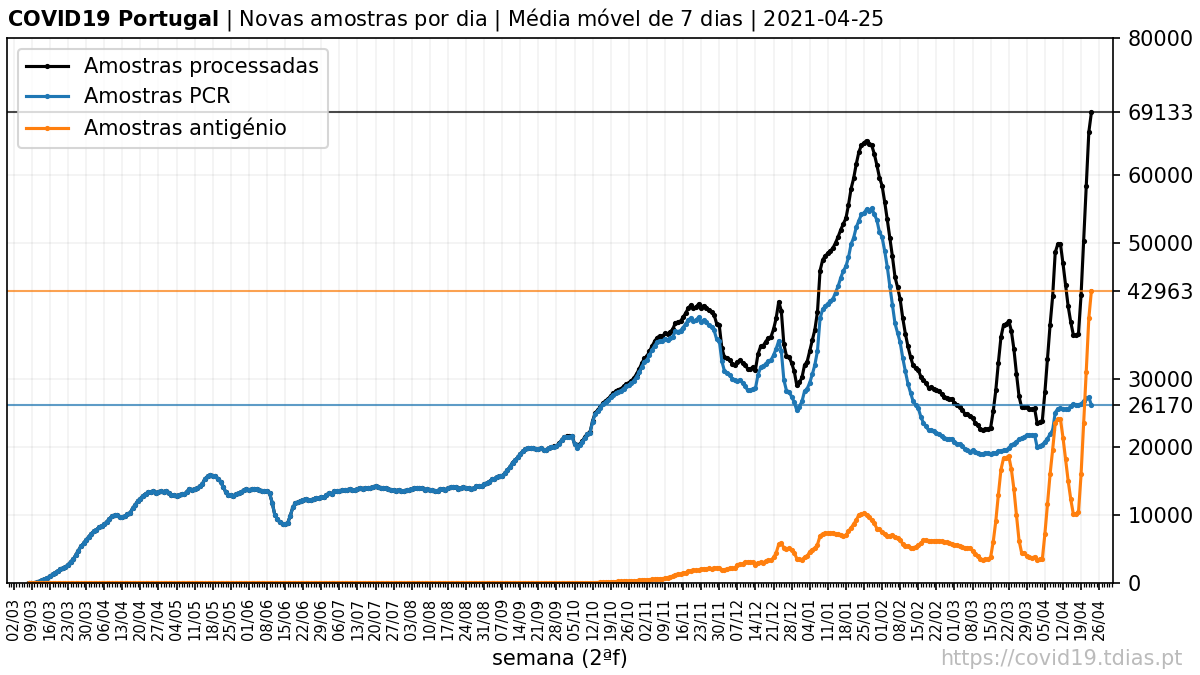 COVID19 Portugal | Novas amostras por dia | Média móvel de 7 dias | 2021-04-25
Amostras processadas
Amostras PCR
Amostras antigénio
80000
69133
60000
50000
42963
30000
26170
20000
10000
0
02/03 09/03 16/03 23/03 30/03 06/04 13/04 20/04 27/04 04/05 11/05 18/05 25/05 01/06 08/06 15/06 22/06 29/06 06/07 13/07 20/07 27/07 03/08 10/08 17/08 24/08 31/08 07/09 14/09 21/09 28/09 05/10 12/10 19/10 26/10 02/11 09/11 16/11 23/11 30/11 07/12 14/12 21/12 28/12 04/01 11/01 18/01 25/01 01/02 08/02 15/02 22/02 01/03 08/03 15/03 22/03 29/03 05/04 12/04 19/04 26/04
semana (2ªf)
https://covid19.tdias.pt